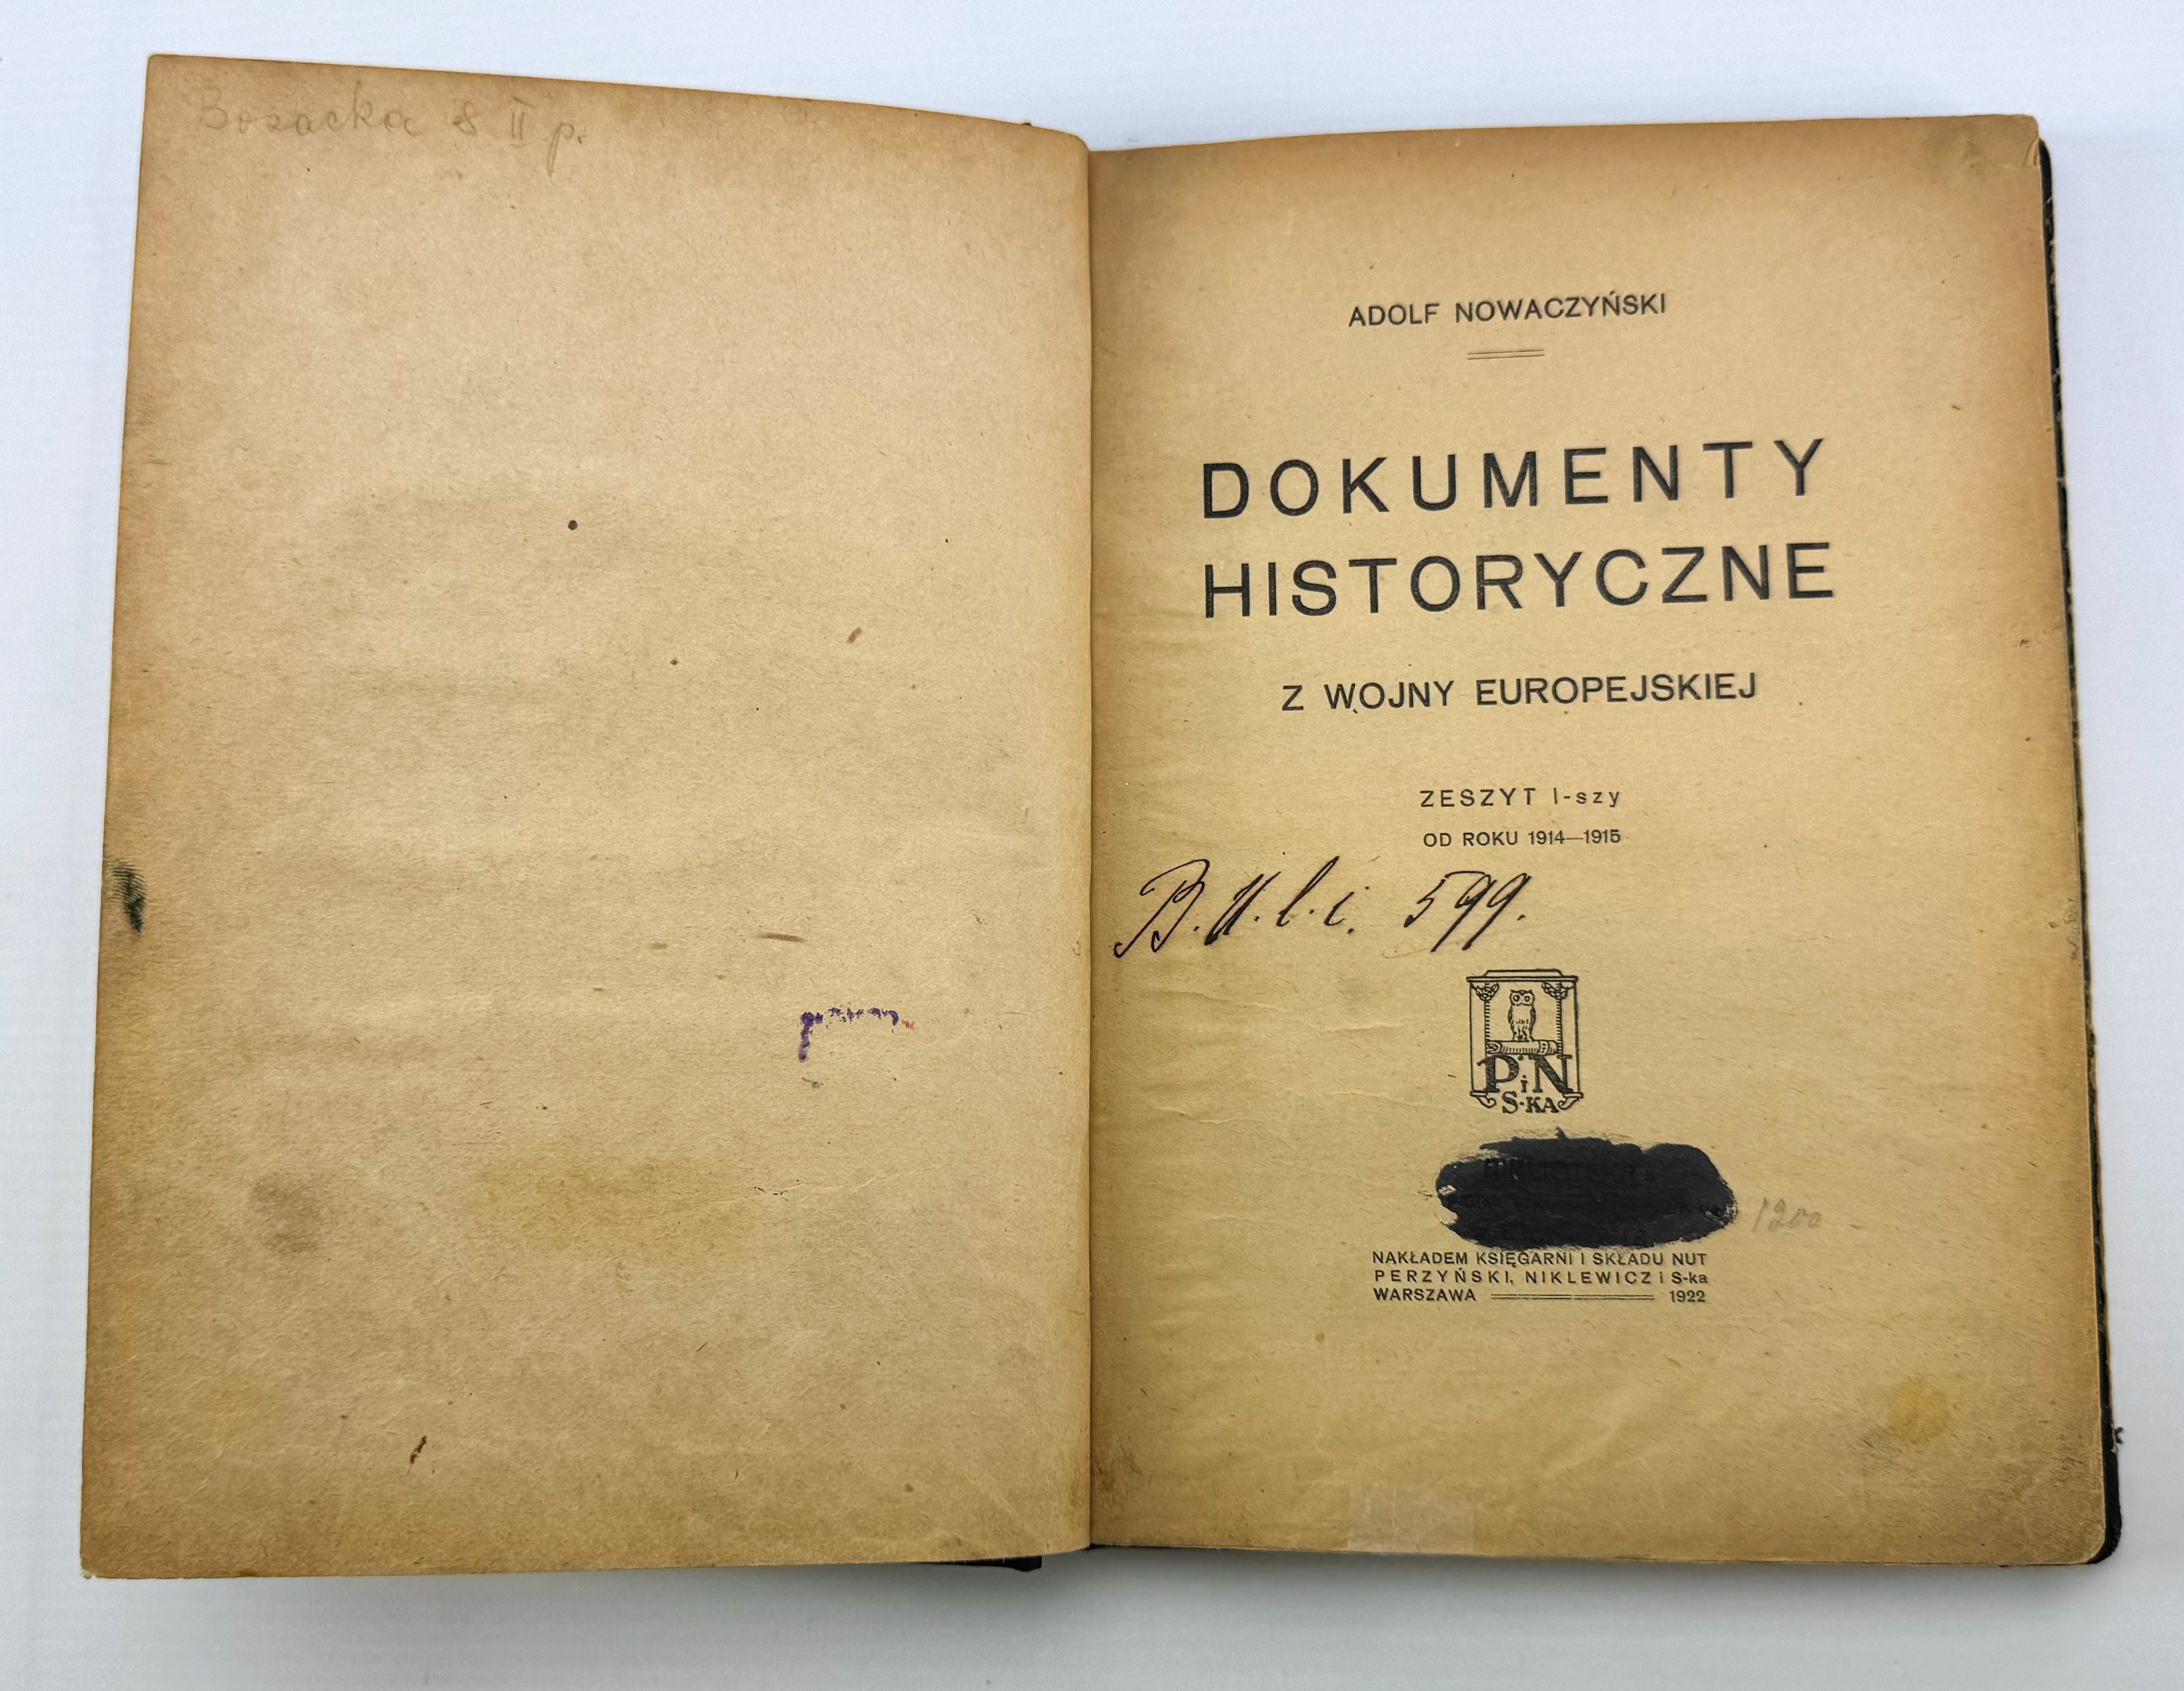 Bosacka 8 II p.
ADOLF NOWACZYŃSKI
DOKUMENTY
HISTORYCZNE
Z WOJNY EUROPEJSKIEJ
ZESZYT I-szy
OD ROKU 1914—1915
B. U. l. i. 599.
P i N
S-KA
1200 -
NAKŁADEM KSIĘGARNI I SKŁADU NUT
PERZYŃSKI, NIKLEWICZ i S-ka
WARSZAWA 1922